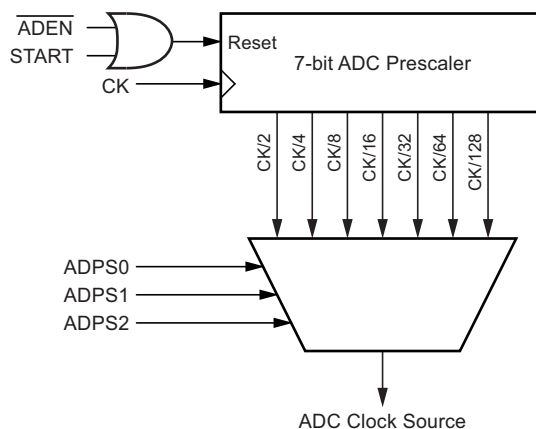 ADEN
START
CK
Reset
7-bit ADC Prescaler
CK/2
CK/4
CK/8
CK/16
CK/32
CK/64
CK/128
ADPS0
ADPS1
ADPS2
ADC Clock Source